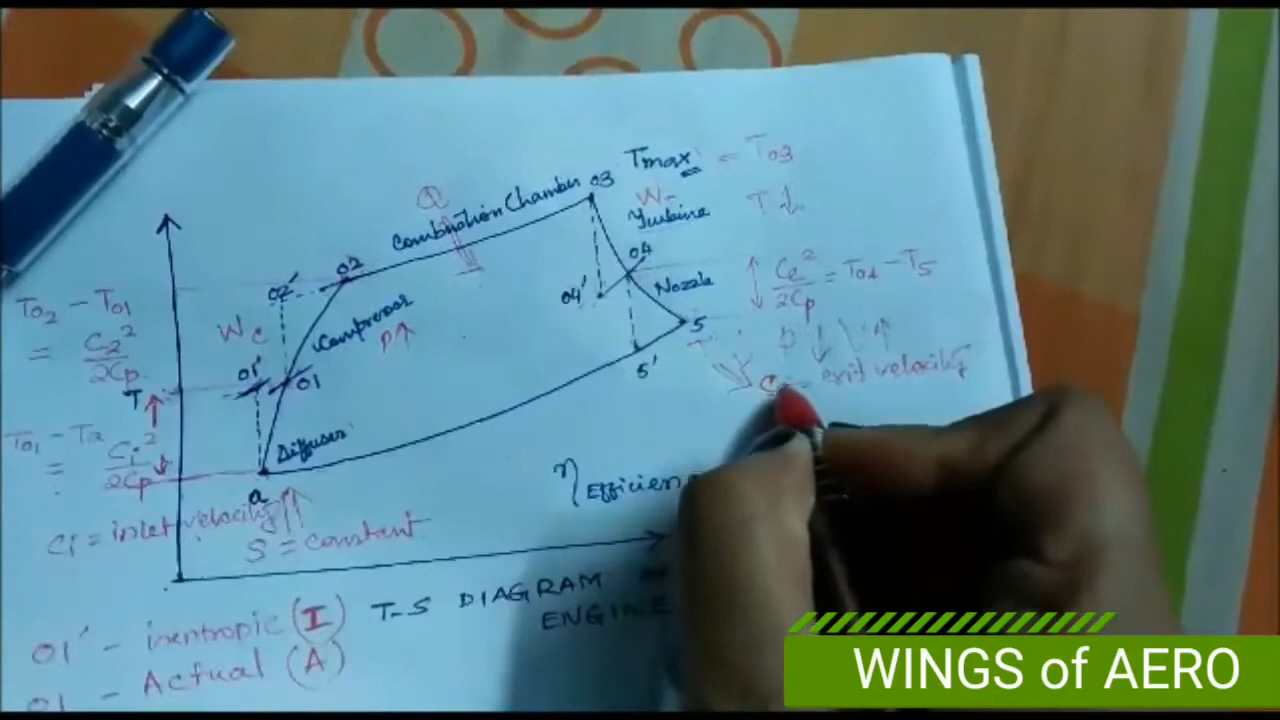 Tmax = T03
03
Q
Combution Chamber
W-
Turbine
T↓
04
02
02'
04'
Nozzle
Ce²/2Cp = T04 - T5
T02 - T01
= C2²/2Cp
Wc
Compressor
P↑
5
5'
P↓
T
01'
01
= exit velocity
T01 - Ta
= Ci²/2Cp
Diffuser
a
Ci = inlet velocity
S = constant
η Efficien
T-S DIAGRAM
ENGINE
01' - inentropic (I)
01 - Actual (A)
WINGS of AERO